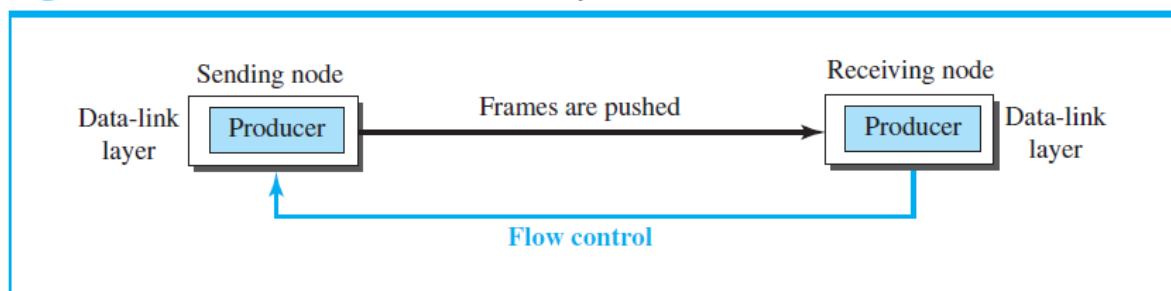 Sending node
Receiving node
Data-link
layer
Producer
Frames are pushed
Producer
Data-link
layer
Flow control